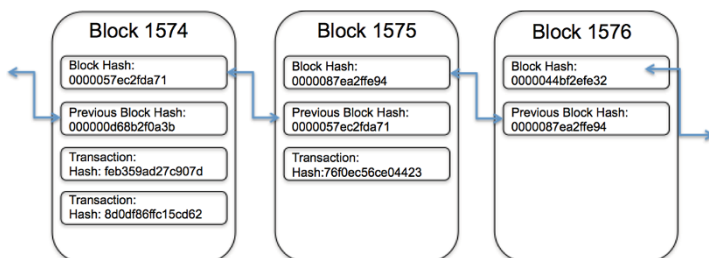 Block 1574
Block Hash:
0000057ec2fda71
Previous Block Hash:
000000d68b2f0a3b
Transaction:
Hash: feb359ad27c907d
Transaction:
Hash: 8d0df86ffc15cd62
Block 1575
Block Hash:
0000087ea2ffe94
Previous Block Hash:
0000057ec2fda71
Transaction:
Hash:76f0ec56ce04423
Block 1576
Block Hash:
0000044bf2efe32
Previous Block Hash:
0000087ea2ffe94